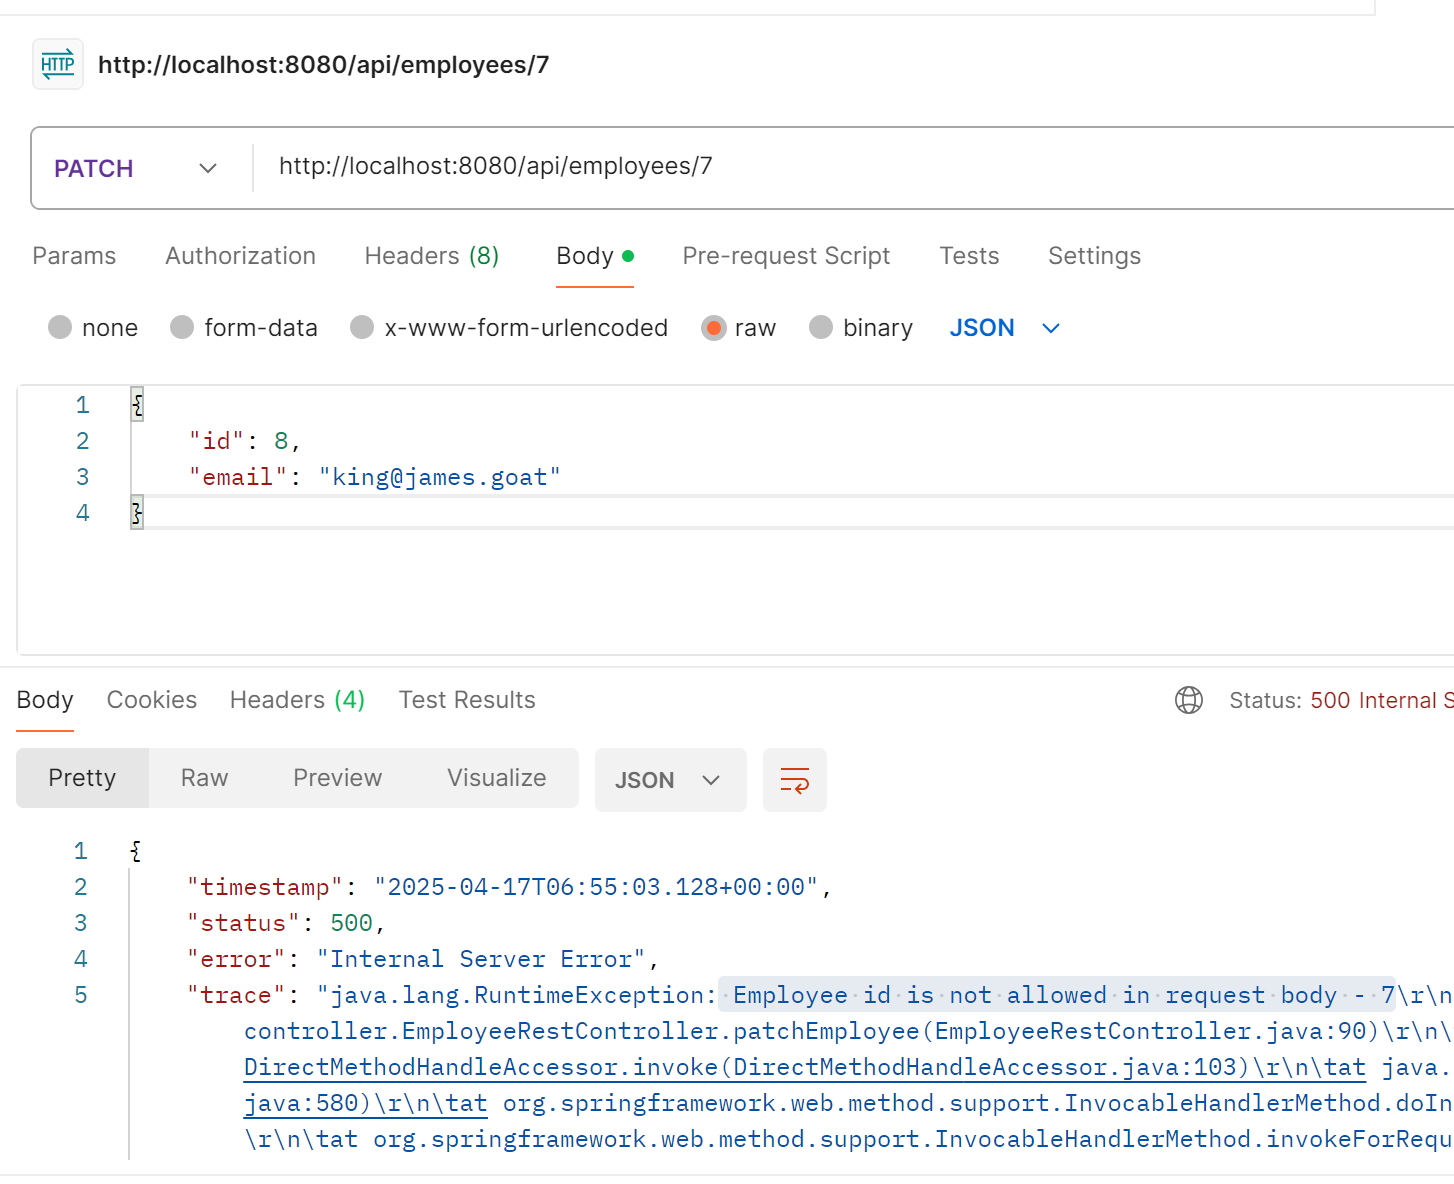 HTTP http://localhost:8080/api/employees/7
PATCH http://localhost:8080/api/employees/7
Params Authorization Headers (8) Body Pre-request Script Tests Settings
none form-data x-www-form-urlencoded raw binary JSON
1 {
2 "id": 8,
3 "email": "king@james.goat"
4 }
Body Cookies Headers (4) Test Results Status: 500 Internal S
Pretty Raw Preview Visualize JSON
1 {
2 "timestamp": "2025-04-17T06:55:03.128+00:00",
3 "status": 500,
4 "error": "Internal Server Error",
5 "trace": "java.lang.RuntimeException: Employee id is not allowed in request body - 7\r\n
controller.EmployeeRestController.patchEmployee(EmployeeRestController.java:90)\r\n\
DirectMethodHandleAccessor.invoke(DirectMethodHandleAccessor.java:103)\r\n\tat java.
java:580)\r\n\tat org.springframework.web.method.support.InvocableHandlerMethod.doIn
\r\n\tat org.springframework.web.method.support.InvocableHandlerMethod.invokeForRequ